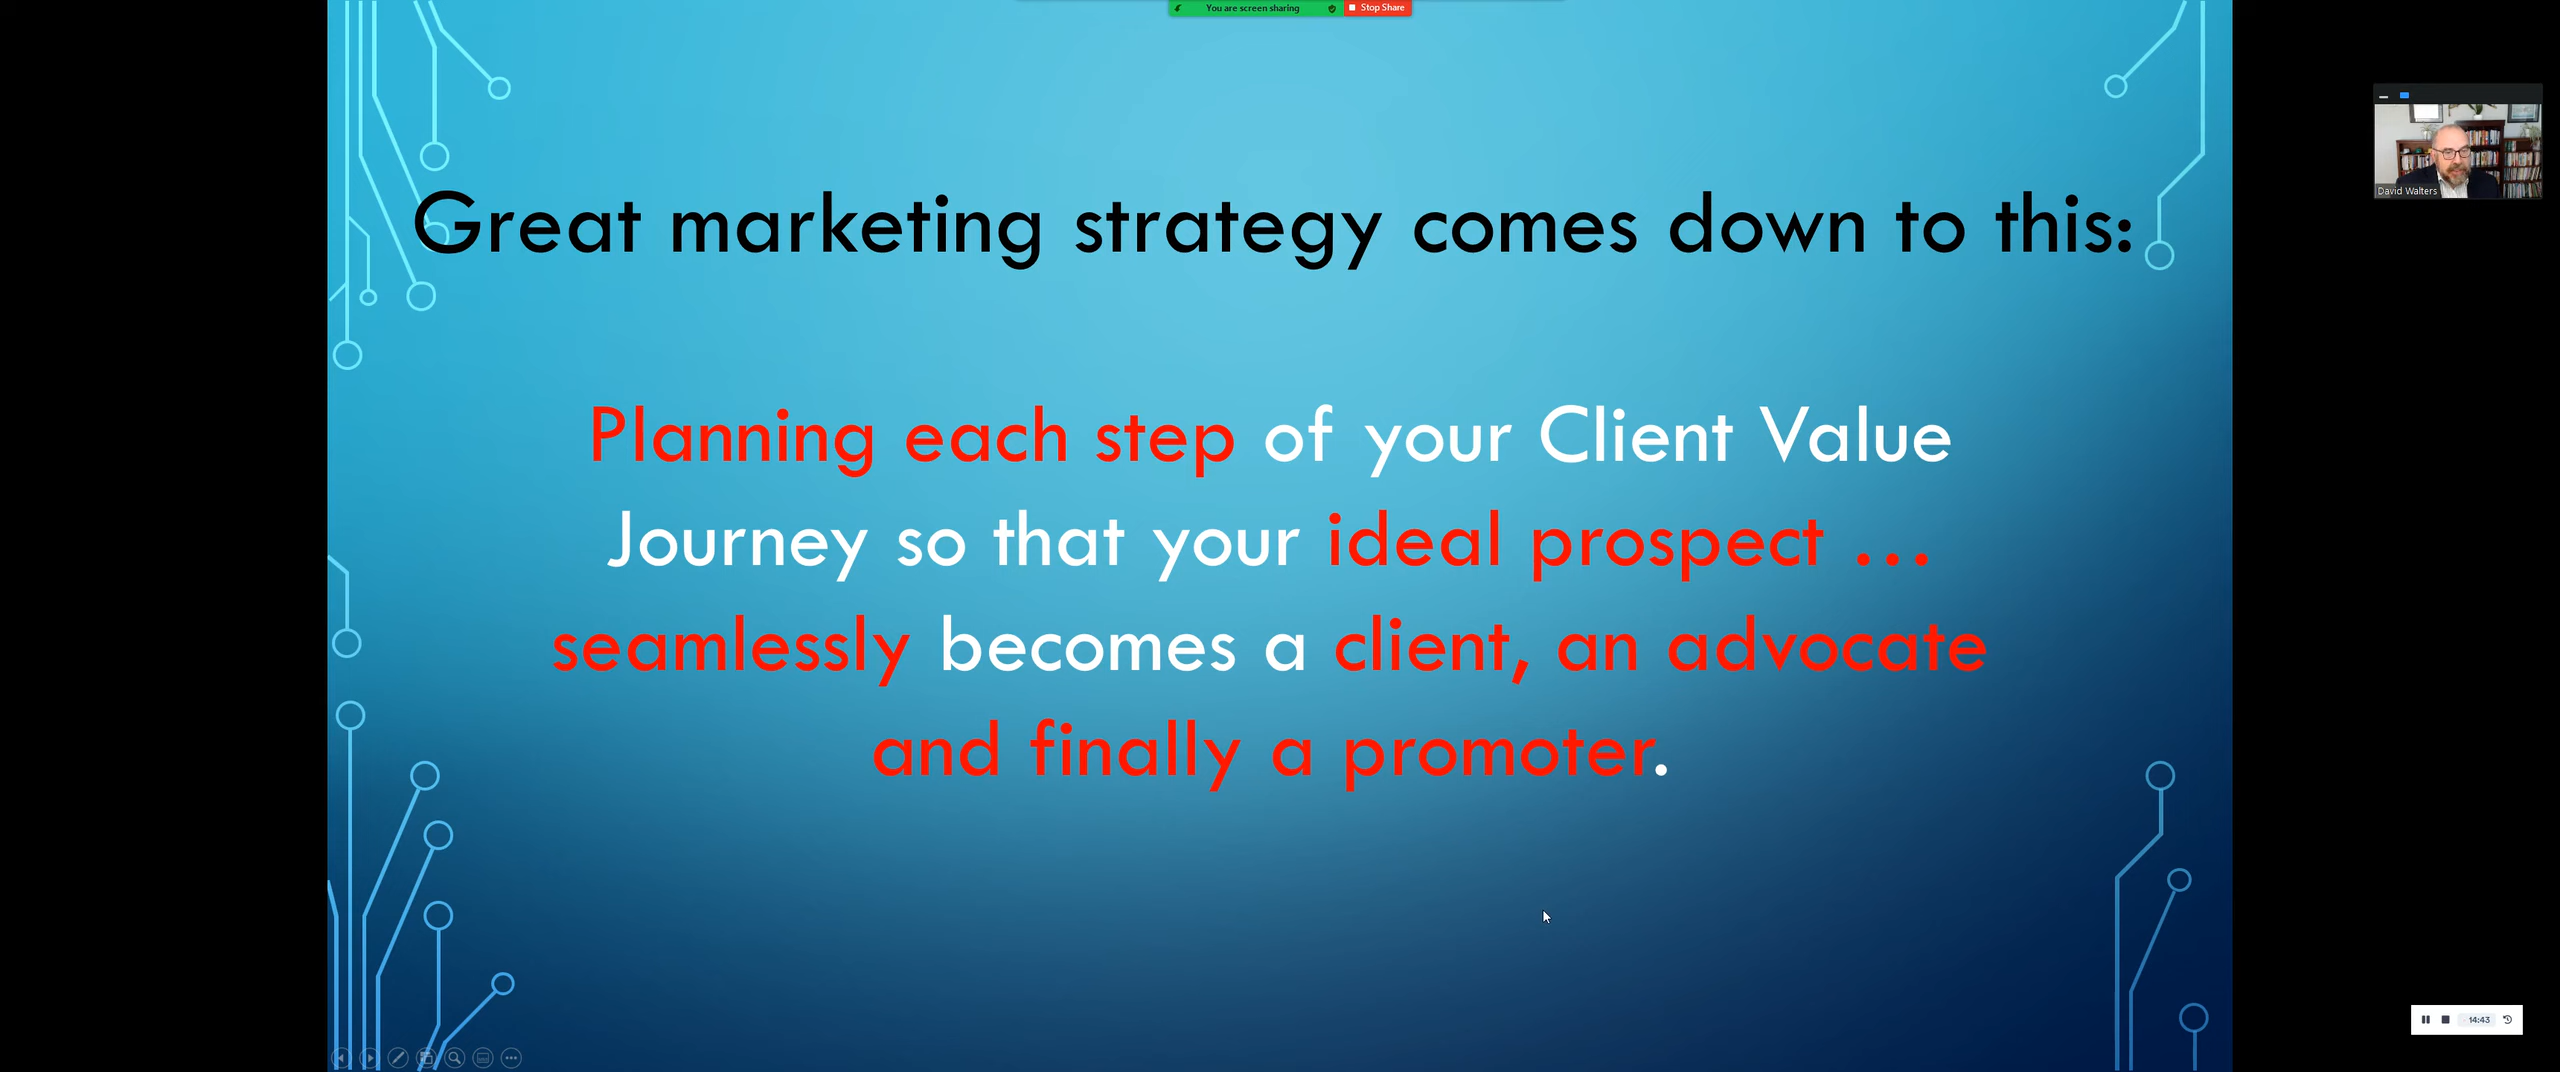 You are screen sharing
Stop Share
Great marketing strategy comes down to this:
Planning each step of your Client Value
Journey so that your ideal prospect ...
seamlessly becomes a client, an advocate
and finally a promoter.
David Walters
14:43